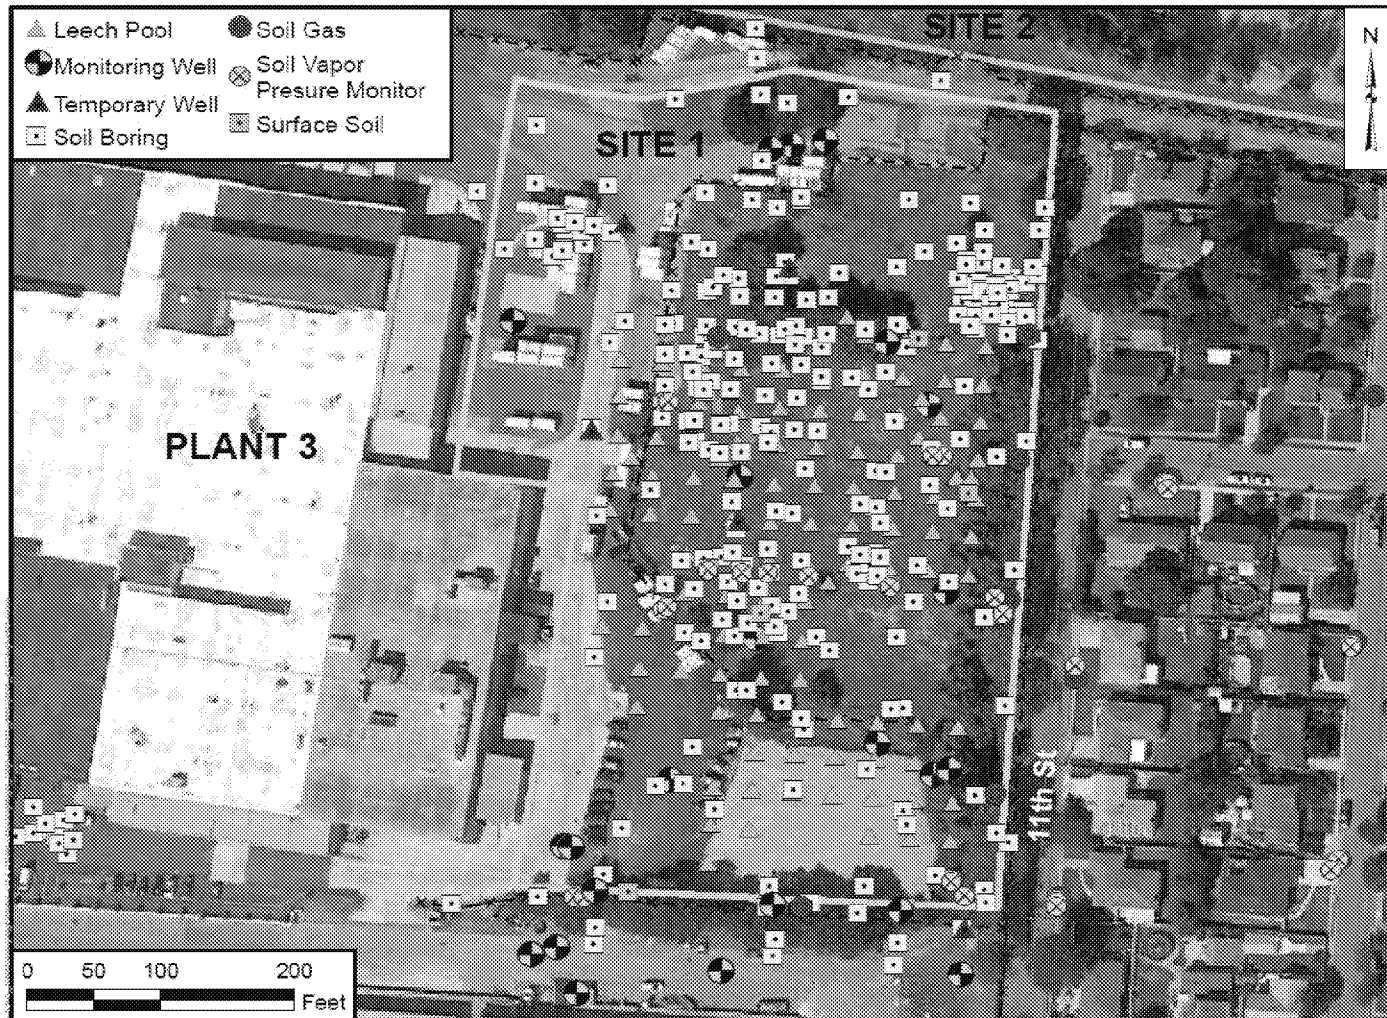 Leech Pool
Monitoring Well
Temporary Well
Soil Boring
Soil Gas
Soil Vapor
Presure Monitor
Surface Soil
SITE 2
N
SITE 1
PLANT 3
11th St
0 50 100 200
Feet